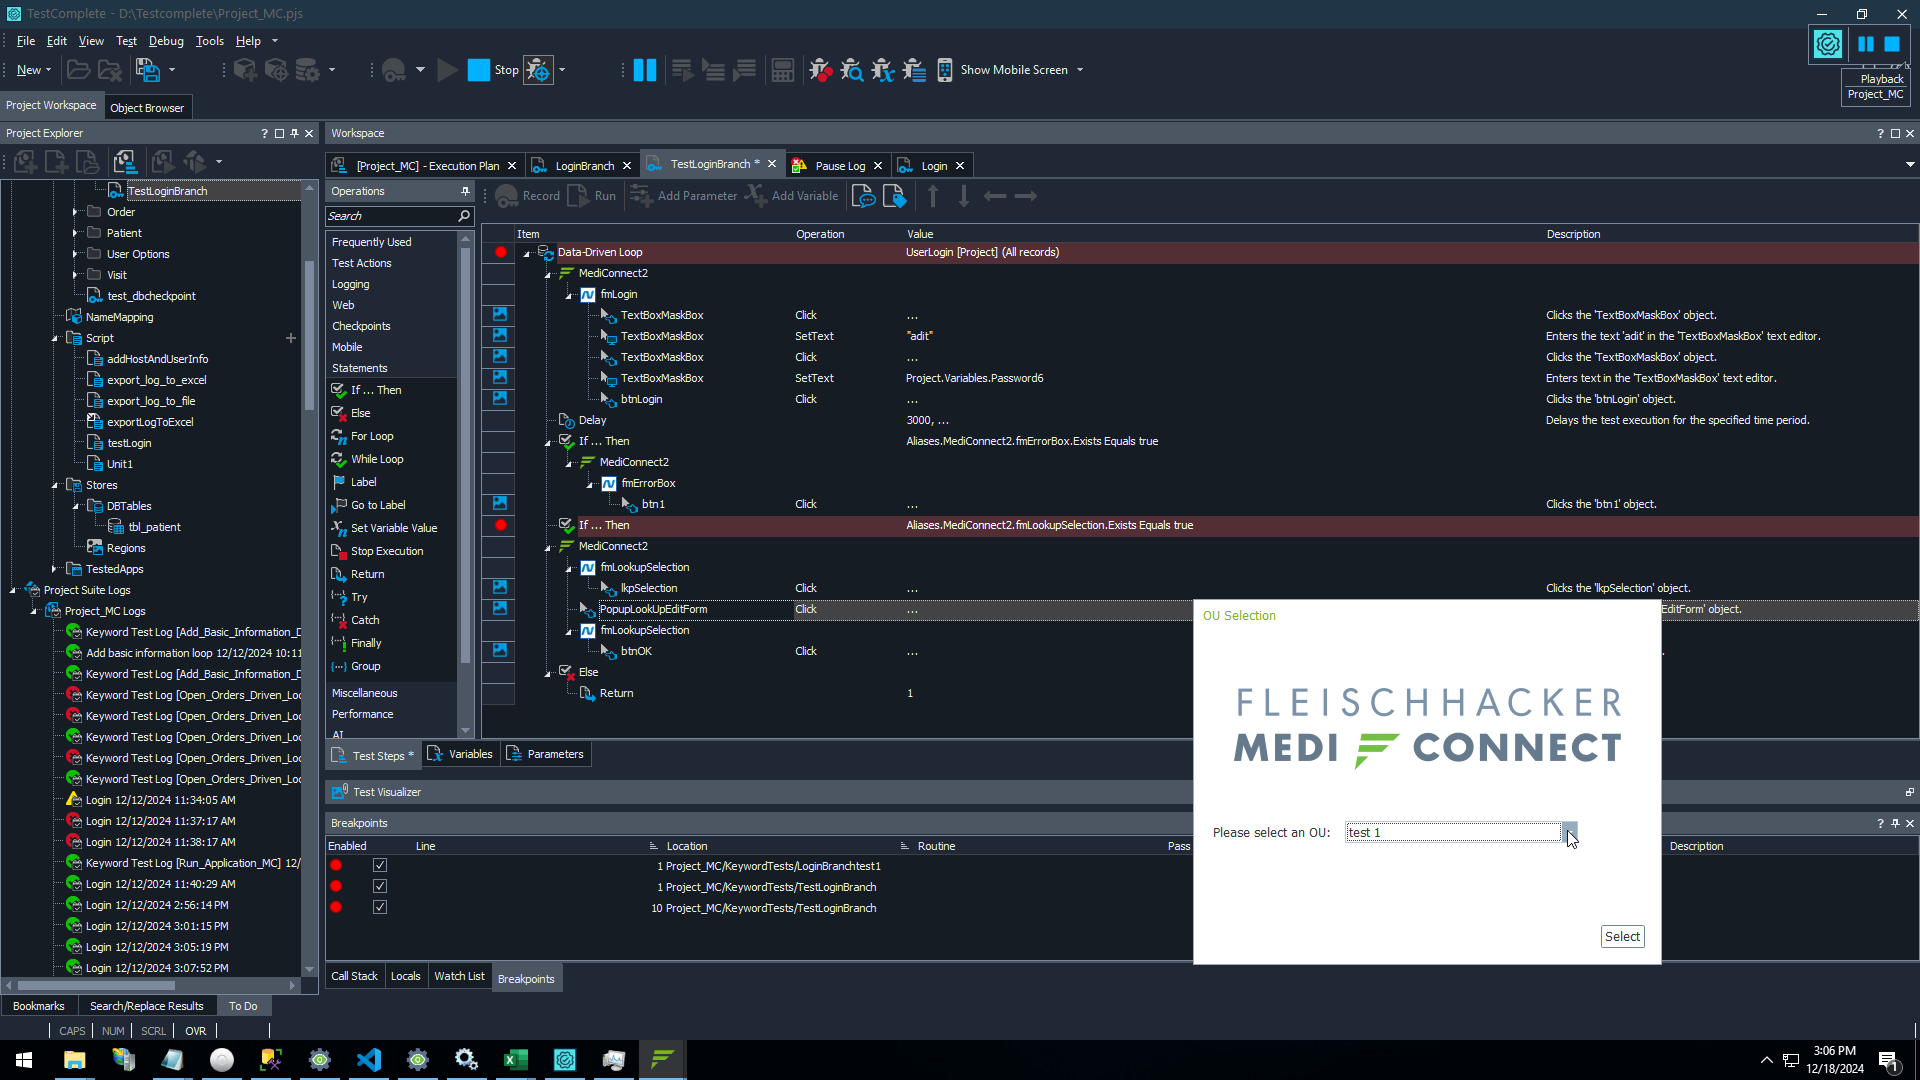 TestComplete - D:\Testcomplete\Project_MC.pjs
File Edit View Test Debug Tools Help
New Stop Show Mobile Screen
Playback
Project_MC
Project Workspace Object Browser
Project Explorer
Workspace
[Project_MC] - Execution Plan LoginBranch TestLoginBranch * Pause Log Login
TestLoginBranch
Order
Patient
User Options
Visit
test_dbcheckpoint
NameMapping
Script
addHostAndUserInfo
export_log_to_excel
export_log_to_file
exportLogToExcel
testLogin
Unit1
Stores
DBTables
tbl_patient
Regions
TestedApps
Project Suite Logs
Project_MC Logs
Keyword Test Log [Add_Basic_Information_D
Add basic information loop 12/12/2024 10:11
Keyword Test Log [Add_Basic_Information_D
Keyword Test Log [Open_Orders_Driven_Loo
Keyword Test Log [Open_Orders_Driven_Loo
Keyword Test Log [Open_Orders_Driven_Loo
Keyword Test Log [Open_Orders_Driven_Loo
Keyword Test Log [Open_Orders_Driven_Loo
Login 12/12/2024 11:34:05 AM
Login 12/12/2024 11:37:17 AM
Login 12/12/2024 11:38:17 AM
Keyword Test Log [Run_Application_MC] 12/
Login 12/12/2024 11:40:29 AM
Login 12/12/2024 2:56:14 PM
Login 12/12/2024 3:01:15 PM
Login 12/12/2024 3:05:19 PM
Login 12/12/2024 3:07:52 PM
Bookmarks Search/Replace Results To Do
CAPS NUM SCRL OVR
Operations
Search
Frequently Used
Test Actions
Logging
Web
Checkpoints
Mobile
Statements
If ... Then
Else
For Loop
While Loop
Label
Go to Label
Set Variable Value
Stop Execution
Return
Try
Catch
Finally
Group
Miscellaneous
Performance
AI
Record Run Add Parameter Add Variable
Item Operation Value Description
Data-Driven Loop UserLogin [Project] (All records)
MediConnect2
fmLogin
TextBoxMaskBox Click ... Clicks the 'TextBoxMaskBox' object.
TextBoxMaskBox SetText "adit" Enters the text 'adit' in the 'TextBoxMaskBox' text editor.
TextBoxMaskBox Click ... Clicks the 'TextBoxMaskBox' object.
TextBoxMaskBox SetText Project.Variables.Password6 Enters text in the 'TextBoxMaskBox' text editor.
btnLogin Click ... Clicks the 'btnLogin' object.
Delay 3000, ... Delays the test execution for the specified time period.
If ... Then Aliases.MediConnect2.fmErrorBox.Exists Equals true
MediConnect2
fmErrorBox
btn1 Click ... Clicks the 'btn1' object.
If ... Then Aliases.MediConnect2.fmLookupSelection.Exists Equals true
MediConnect2
fmLookupSelection
lkpSelection Click ... Clicks the 'lkpSelection' object.
PopupLookUpEditForm Click ... EditForm' object.
fmLookupSelection
btnOK Click ... .
Else
Return 1
Test Steps * Variables Parameters
Test Visualizer
Breakpoints
Enabled Line Location Routine Pass Description
1 Project_MC/KeywordTests/LoginBranchtest1
1 Project_MC/KeywordTests/TestLoginBranch
10 Project_MC/KeywordTests/TestLoginBranch
Call Stack Locals Watch List Breakpoints
OU Selection
FLEISCHHACKER
MEDI CONNECT
Please select an OU: test 1
Select
3:06 PM
12/18/2024
1